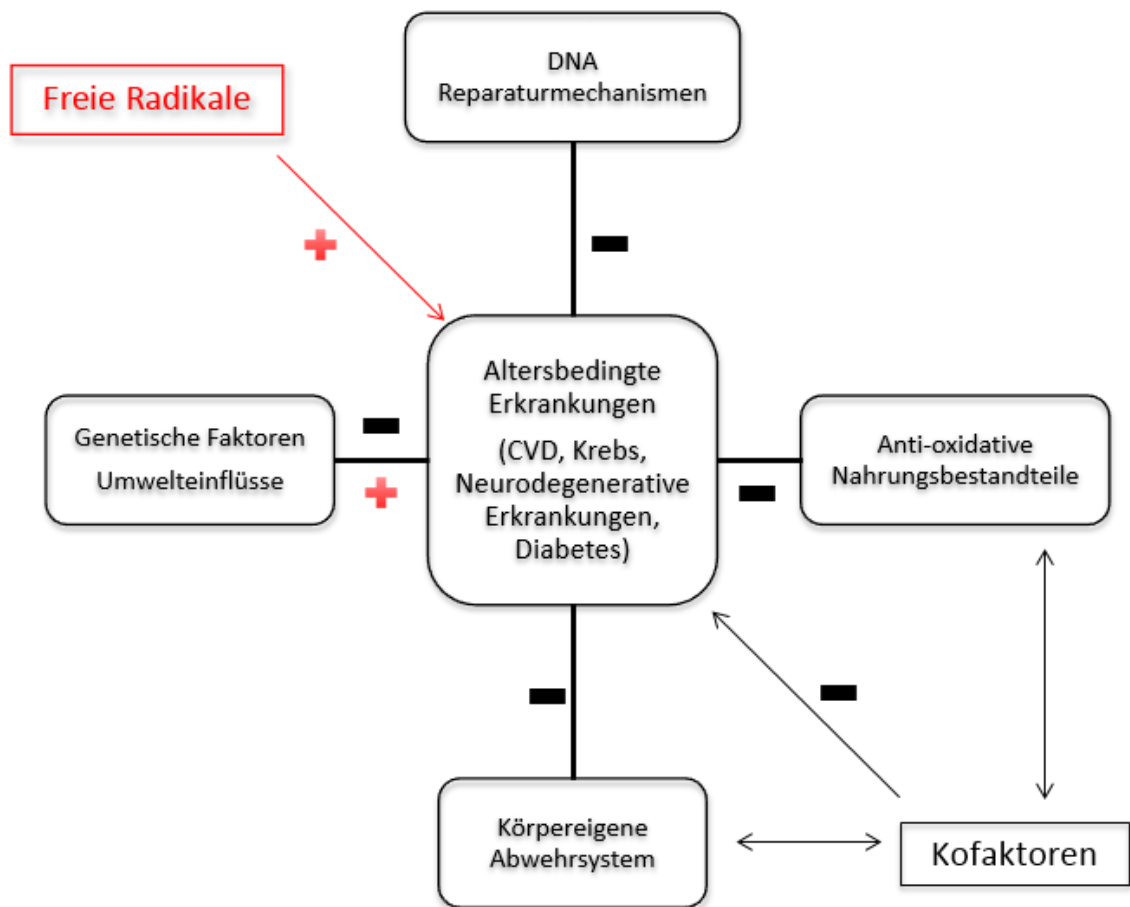 DNA
Reparaturmechanismen
Freie Radikale
Altersbedingte
Erkrankungen
(CVD, Krebs,
Neurodegenerative
Erkrankungen,
Diabetes)
Genetische Faktoren
Umwelteinflüsse
Anti-oxidative
Nahrungsbestandteile
Körpereigene
Abwehrsystem
Kofaktoren